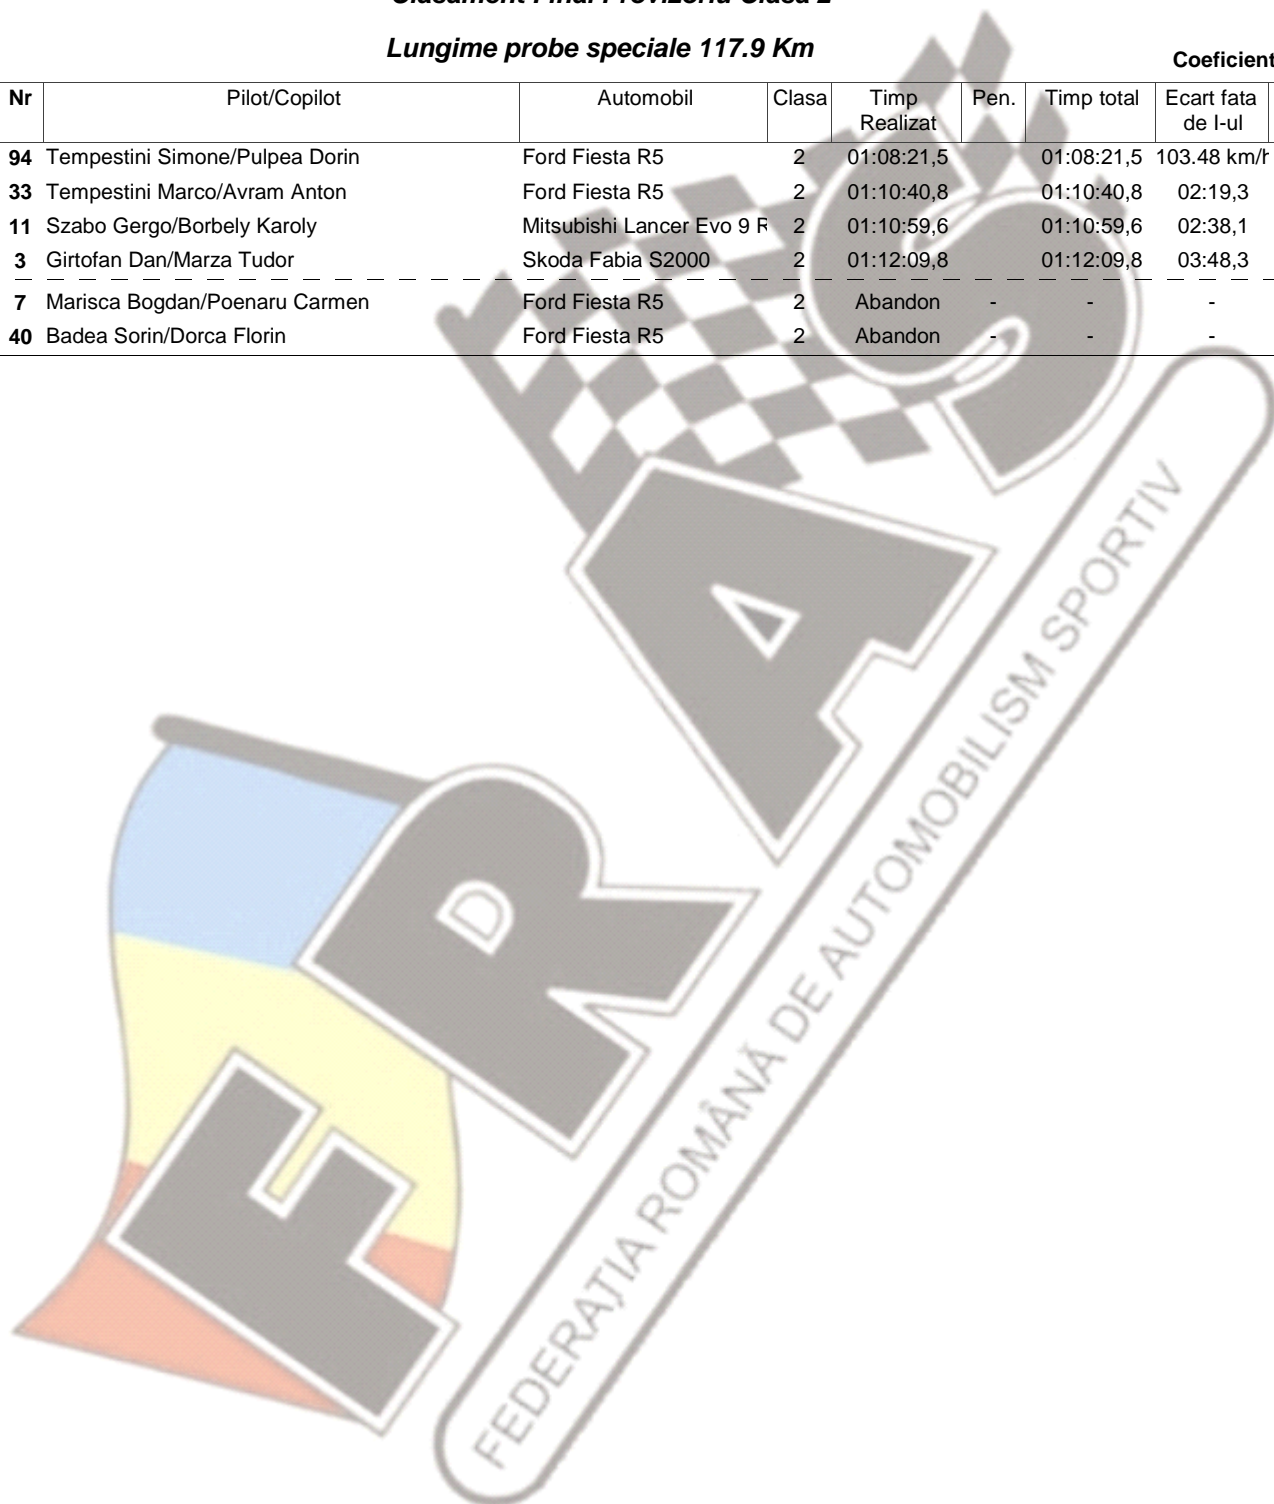 Clasament Final Provizoriu Clasa 2
Lungime probe speciale 117.9 Km
Coeficient
Nr Pilot/Copilot Automobil Clasa Timp Realizat Pen. Timp total Ecart fata de I-ul
94 Tempestini Simone/Pulpea Dorin Ford Fiesta R5 2 01:08:21,5 01:08:21,5 103.48 km/h
33 Tempestini Marco/Avram Anton Ford Fiesta R5 2 01:10:40,8 01:10:40,8 02:19,3
11 Szabo Gergo/Borbely Karoly Mitsubishi Lancer Evo 9 R 2 01:10:59,6 01:10:59,6 02:38,1
3 Girtofan Dan/Marza Tudor Skoda Fabia S2000 2 01:12:09,8 01:12:09,8 03:48,3
7 Marisca Bogdan/Poenaru Carmen Ford Fiesta R5 2 Abandon - - -
40 Badea Sorin/Dorca Florin Ford Fiesta R5 2 Abandon - - -
FRAS
FEDERAȚIA ROMÂNĂ DE AUTOMOBILISM SPORTIV